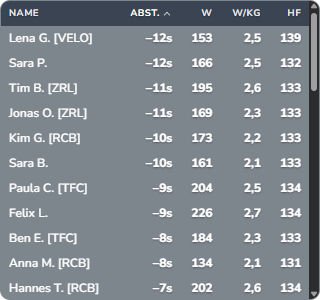 NAME ABST. W W/KG HF
Lena G. [VELO] –12s 153 2,5 139
Sara P. –12s 166 2,5 132
Tim B. [ZRL] –11s 195 2,6 133
Jonas O. [ZRL] –11s 169 2,3 133
Kim G. [RCB] –10s 173 2,2 133
Sara B. –10s 161 2,1 133
Paula C. [TFC] –9s 204 2,5 134
Felix L. –9s 226 2,7 134
Ben E. [TFC] –8s 184 2,3 133
Anna M. [RCB] –8s 134 2,1 131
Hannes T. [RCB] –7s 202 2,6 134